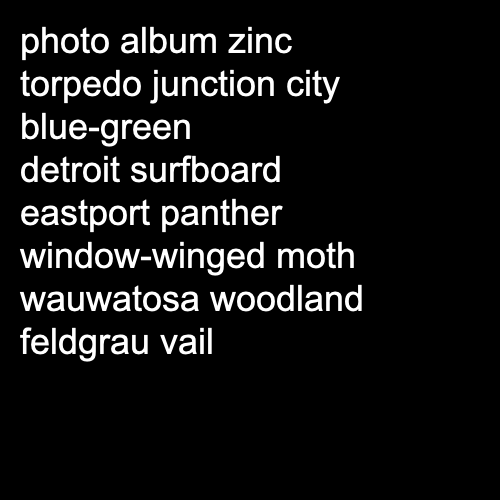 photo album zinc
torpedo junction city
blue-green
detroit surfboard
eastport panther
window-winged moth
wauwatosa woodland
feldgrau vail